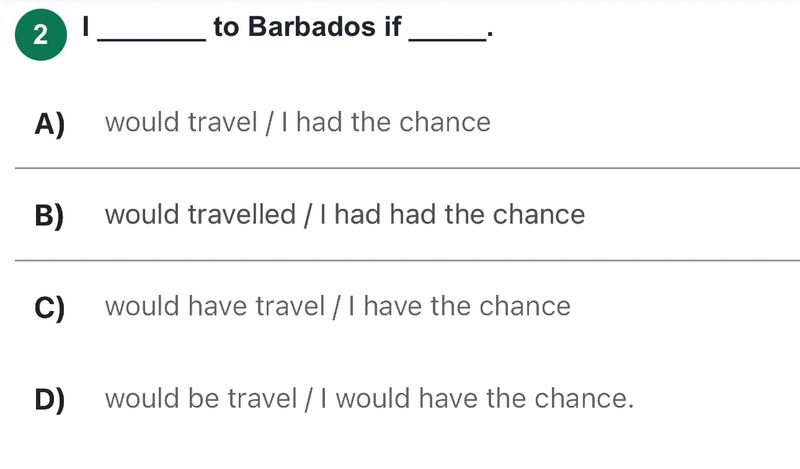 2 I _______ to Barbados if _____.
A) would travel / I had the chance
B) would travelled / I had had the chance
C) would have travel / I have the chance
D) would be travel / I would have the chance.